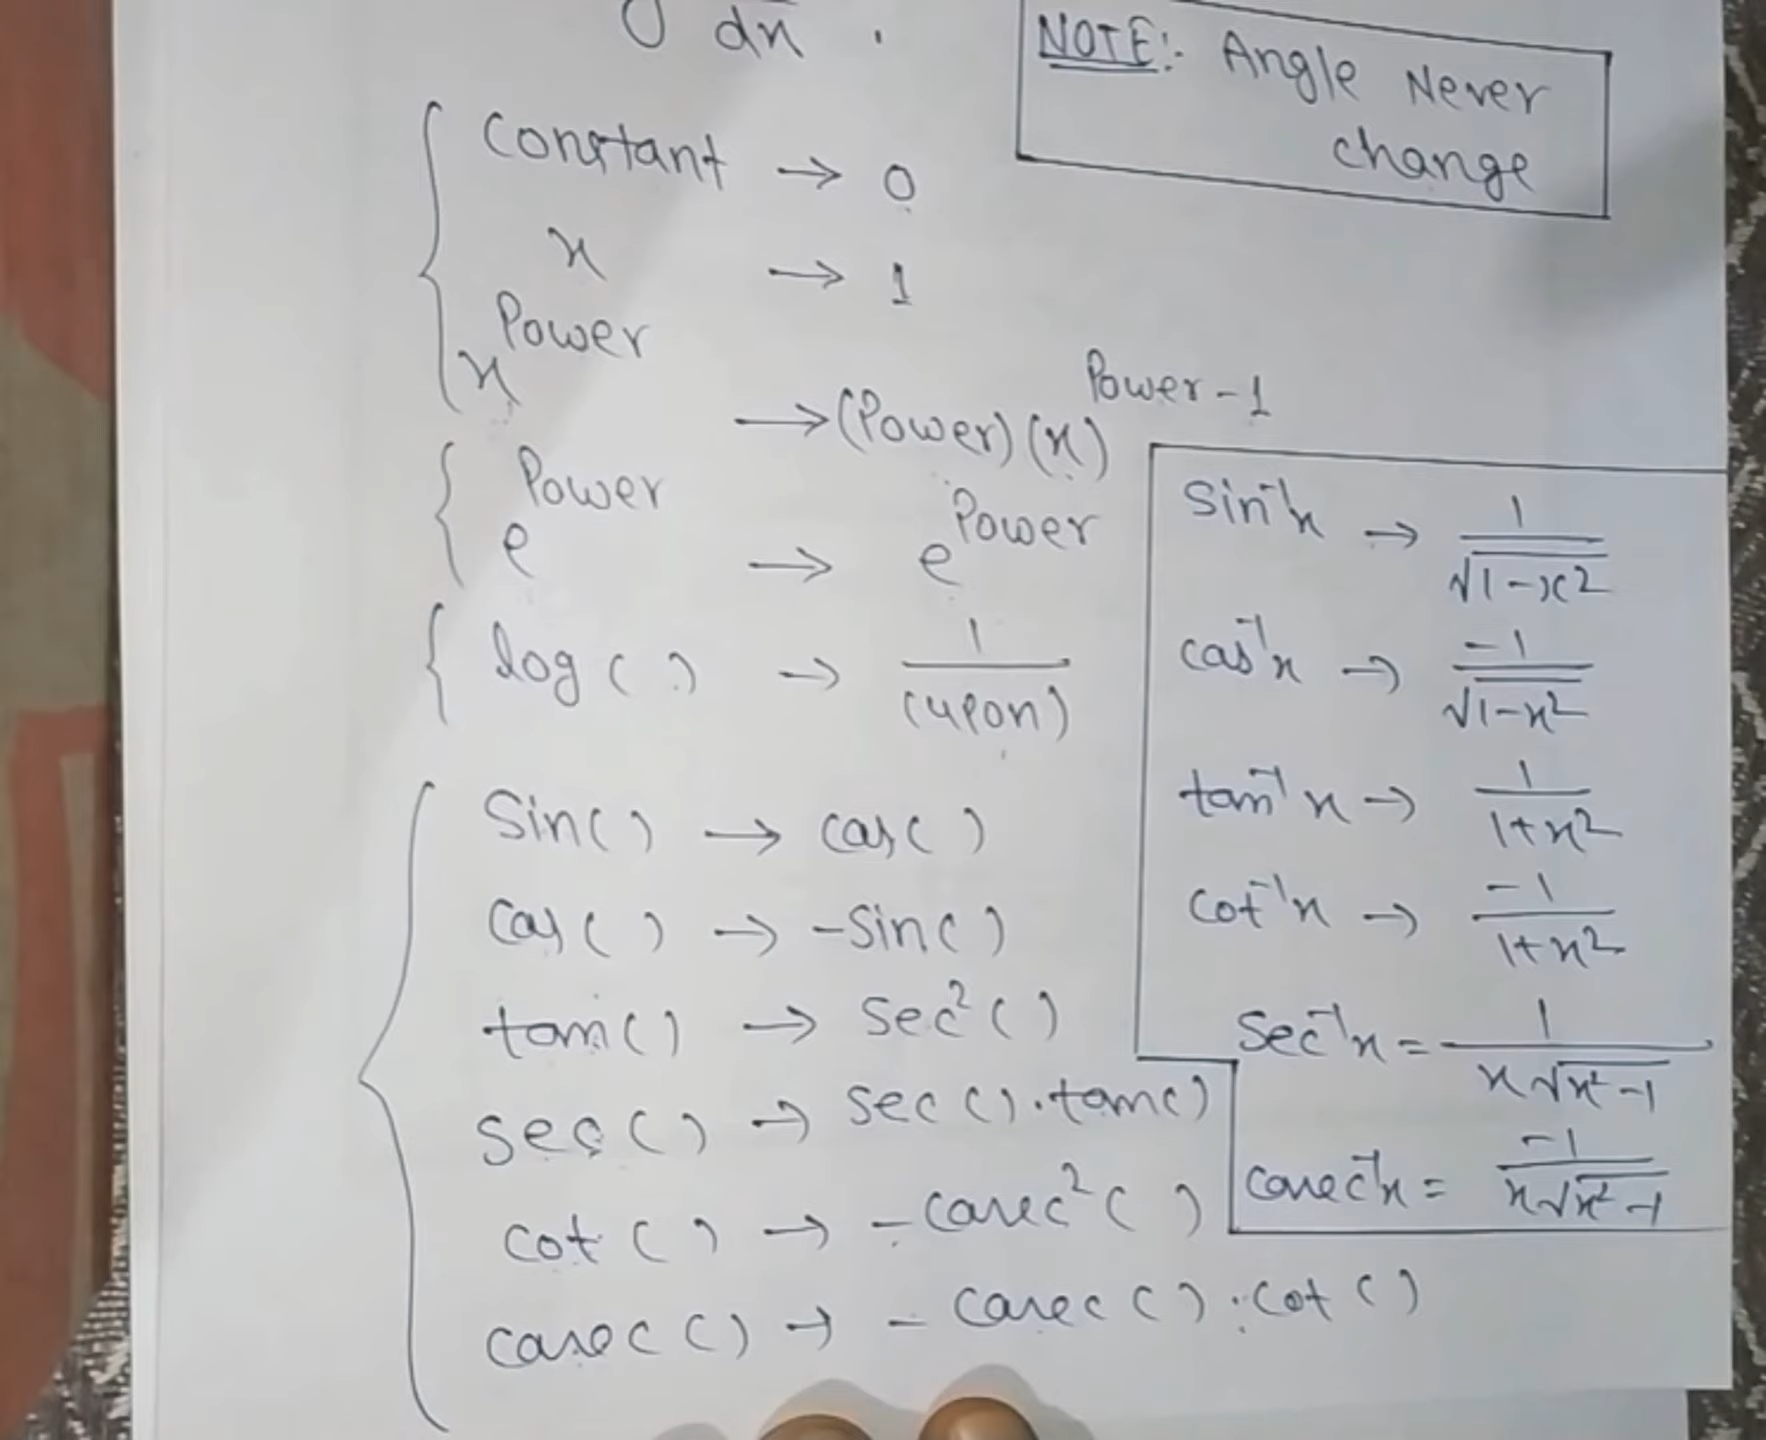 dx .
NOTE:- Angle Never
change
Constant → 0
x → 1
x^Power → (Power)(x)^Power-1
e^Power → e^Power
log( ) → 1/(upon)
Sin( ) → cos( )
Cos( ) → -Sin( )
tan( ) → Sec²( )
Sec( ) → Sec( ).tan( )
Cot( ) → -Cosec²( )
Cosec( ) → - Cosec( ).Cot( )
Sin⁻¹x → 1/√1-x²
cos⁻¹x → -1/√1-x²
tan⁻¹x → 1/1+x²
Cot⁻¹x → -1/1+x²
Sec⁻¹x = 1/x√x²-1
Cosec⁻¹x = -1/x√x²-1